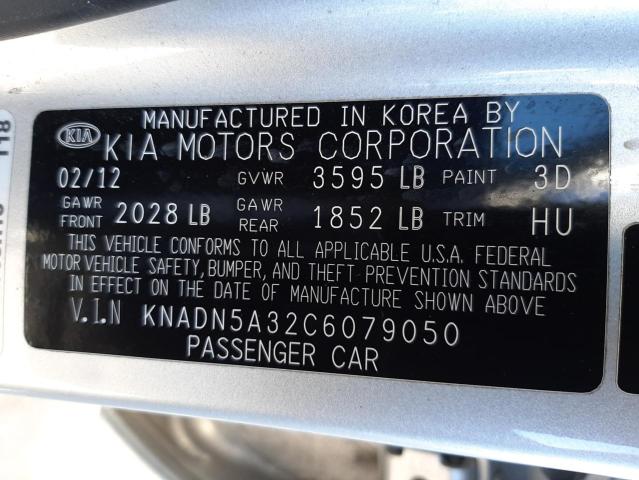 MANUFACTURED IN KOREA BY
KIA KIA MOTORS CORPORATION
02/12 GVWR 3595 LB PAINT 3D
GAWR FRONT 2028 LB GAWR REAR 1852 LB TRIM HU
THIS VEHICLE CONFORMS TO ALL APPLICABLE U.S.A. FEDERAL
MOTOR VEHICLE SAFETY, BUMPER, AND THEFT PREVENTION STANDARDS
IN EFFECT ON THE DATE OF MANUFACTURE SHOWN ABOVE
V.I.N KNADN5A32C6079050
PASSENGER CAR
118